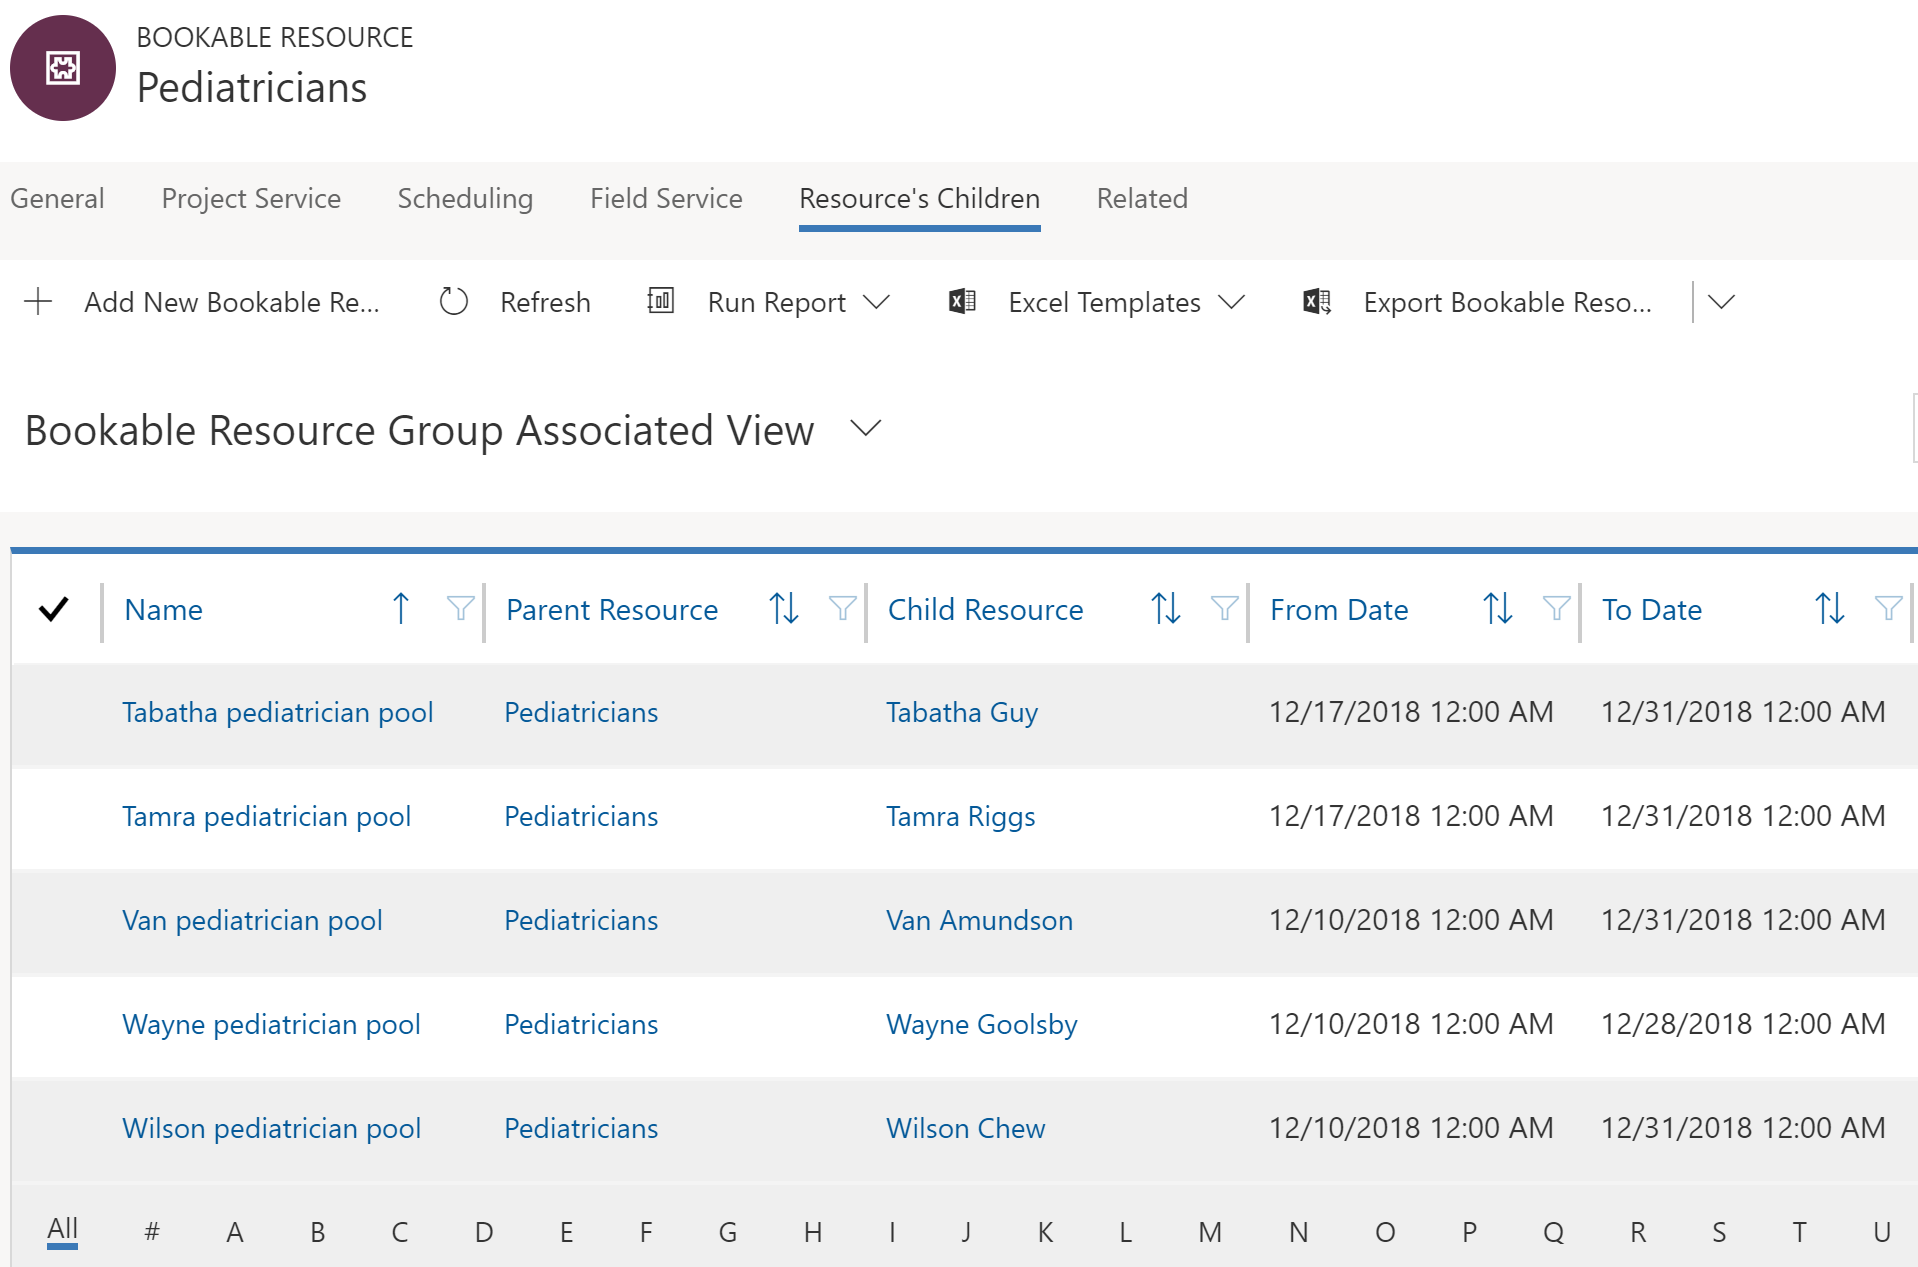 BOOKABLE RESOURCE
Pediatricians
General Project Service Scheduling Field Service Resource's Children Related
Add New Bookable Re... Refresh Run Report Excel Templates Export Bookable Reso...
Bookable Resource Group Associated View
Name Parent Resource Child Resource From Date To Date
Tabatha pediatrician pool Pediatricians Tabatha Guy 12/17/2018 12:00 AM 12/31/2018 12:00 AM
Tamra pediatrician pool Pediatricians Tamra Riggs 12/17/2018 12:00 AM 12/31/2018 12:00 AM
Van pediatrician pool Pediatricians Van Amundson 12/10/2018 12:00 AM 12/31/2018 12:00 AM
Wayne pediatrician pool Pediatricians Wayne Goolsby 12/10/2018 12:00 AM 12/28/2018 12:00 AM
Wilson pediatrician pool Pediatricians Wilson Chew 12/10/2018 12:00 AM 12/31/2018 12:00 AM
All # A B C D E F G H I J K L M N O P Q R S T U